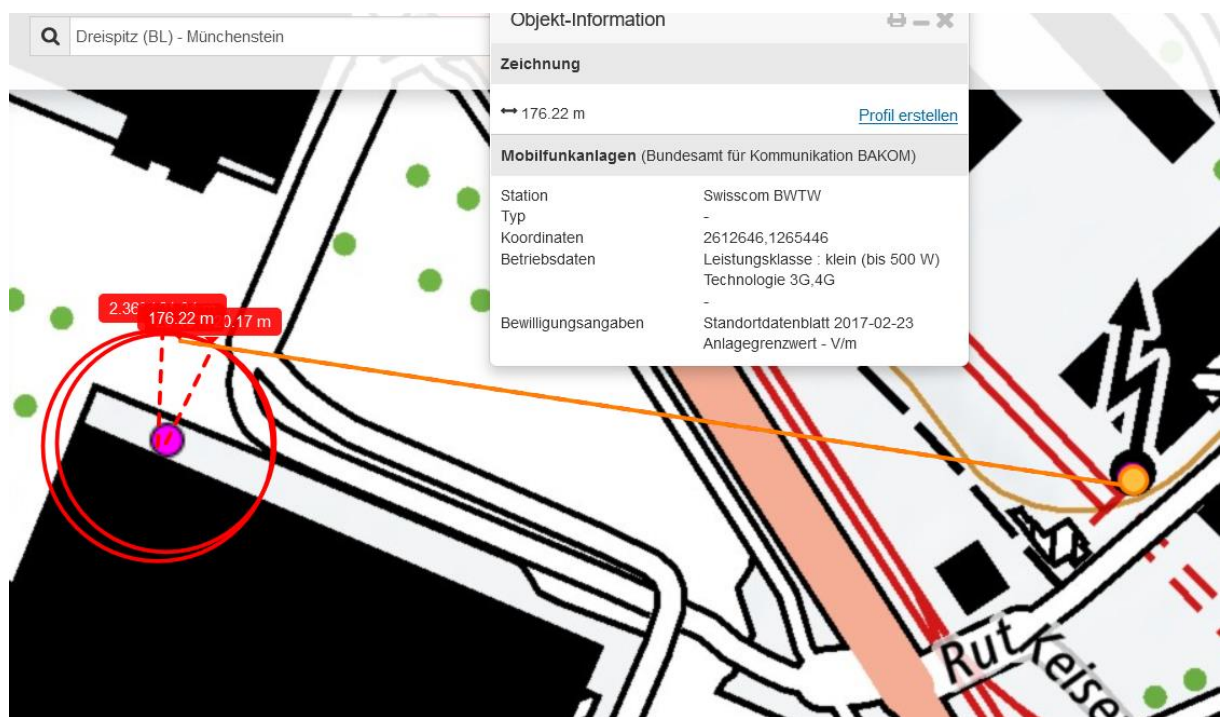 Dreispitz (BL) - Münchenstein
Objekt-Information
Zeichnung
176.22 m
Profil erstellen
Mobilfunkanlagen (Bundesamt für Kommunikation BAKOM)
Station Swisscom BWTW
Typ -
Koordinaten 2612646,1265446
Betriebsdaten Leistungsklasse : klein (bis 500 W)
Technologie 3G,4G
-
Bewilligungsangaben Standortdatenblatt 2017-02-23
Anlagegrenzwert - V/m
176.22 m
Rut Keise